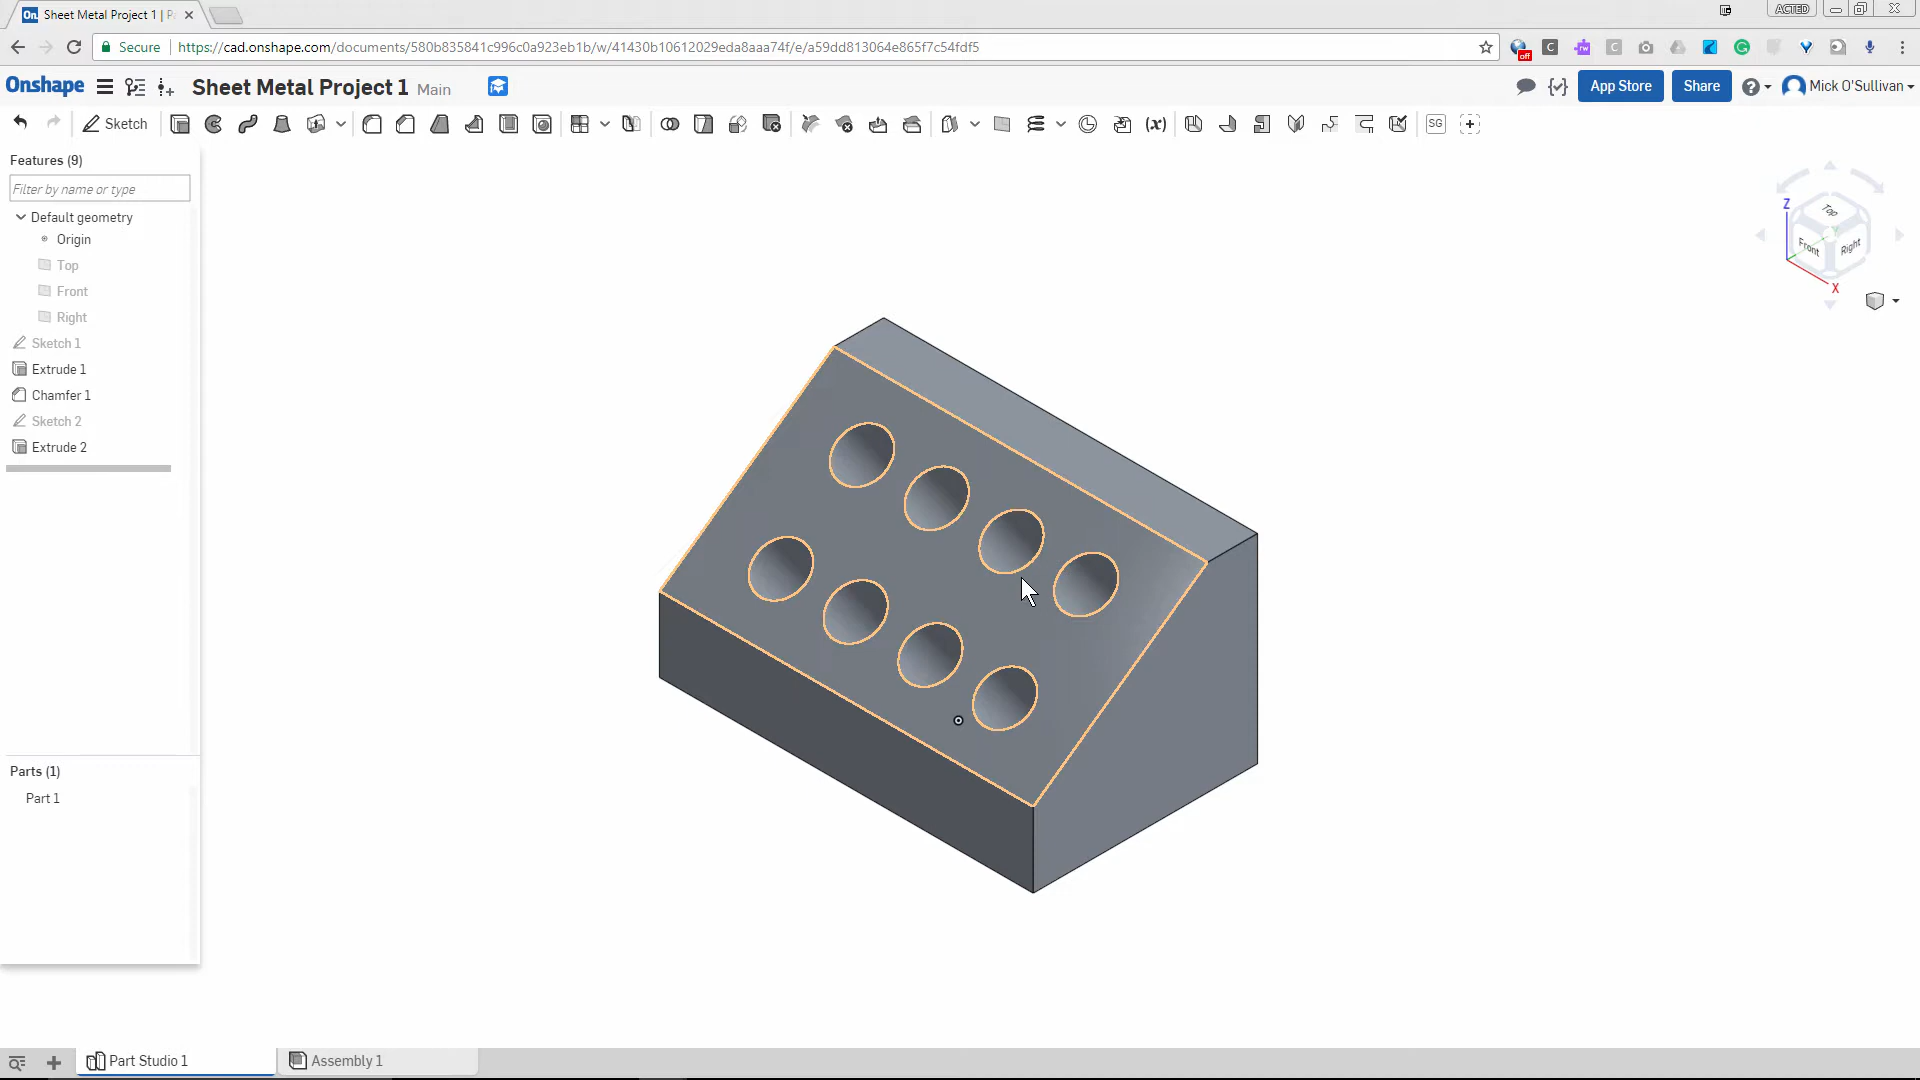 Sheet Metal Project 1 | P
ACTED
Secure https://cad.onshape.com/documents/580b835841c996c0a923eb1b/w/41430b10612029eda8aaa74f/e/a59dd813064e865f7c54fdf5
off
Onshape Sheet Metal Project 1 Main App Store Share Mick O'Sullivan
Sketch (x) SG
Features (9)
Filter by name or type
Default geometry
Origin
Top
Front
Right
Sketch 1
Extrude 1
Chamfer 1
Sketch 2
Extrude 2
Z
Top
Front Right
X
Parts (1)
Part 1
Part Studio 1 Assembly 1